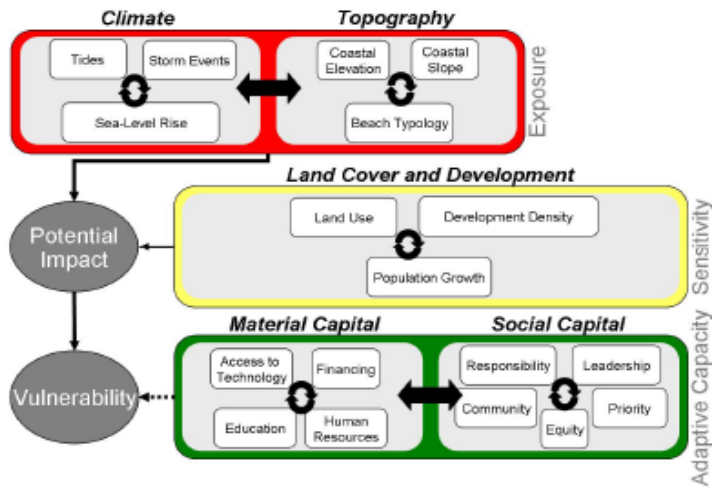 Climate
Topography
Tides
Storm Events
Sea-Level Rise
Coastal
Elevation
Coastal
Slope
Beach Typology
Exposure
Land Cover and Development
Potential
Impact
Land Use
Development Density
Population Growth
Sensitivity
Material Capital
Social Capital
Vulnerability
Access to
Technology
Financing
Education
Human
Resources
Responsibility
Leadership
Community
Priority
Equity
Adaptive Capacity